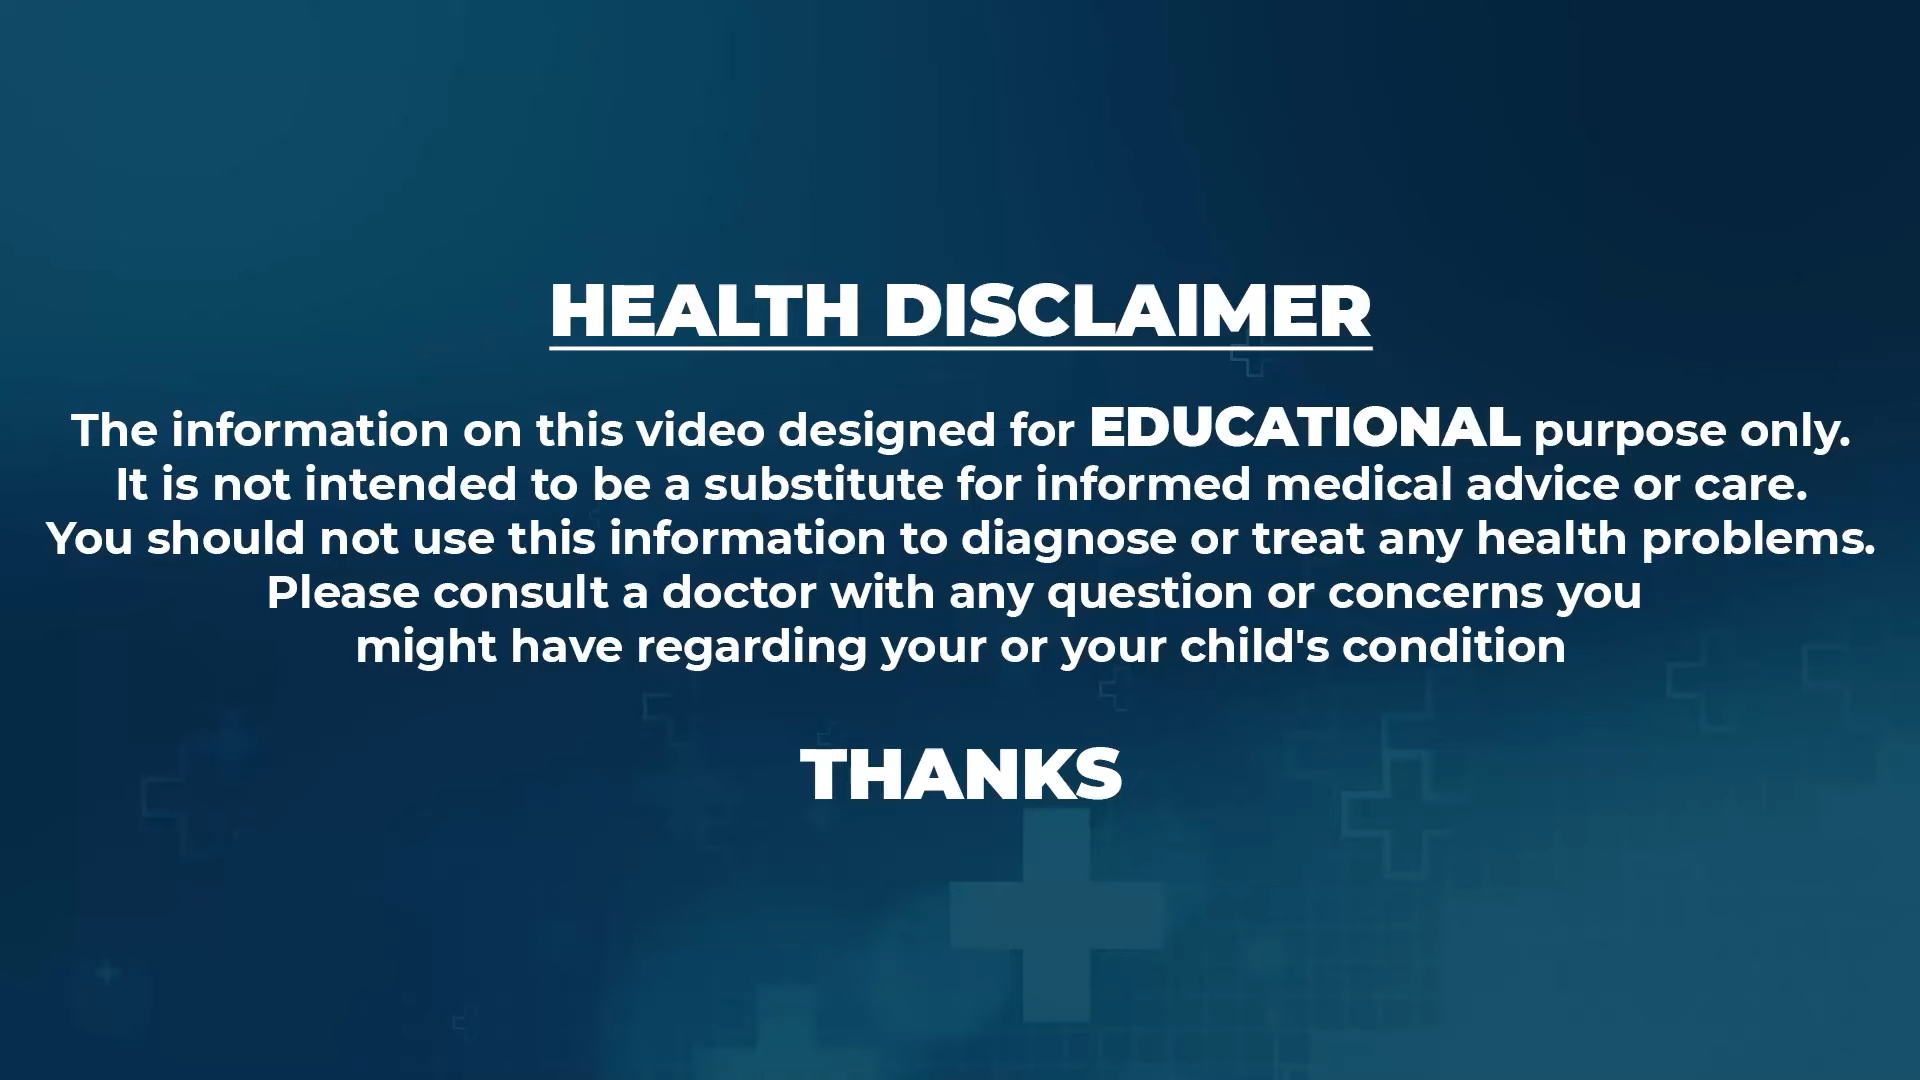 HEALTH DISCLAIMER
The information on this video designed for EDUCATIONAL purpose only.
It is not intended to be a substitute for informed medical advice or care.
You should not use this information to diagnose or treat any health problems.
Please consult a doctor with any question or concerns you
might have regarding your or your child's condition
THANKS